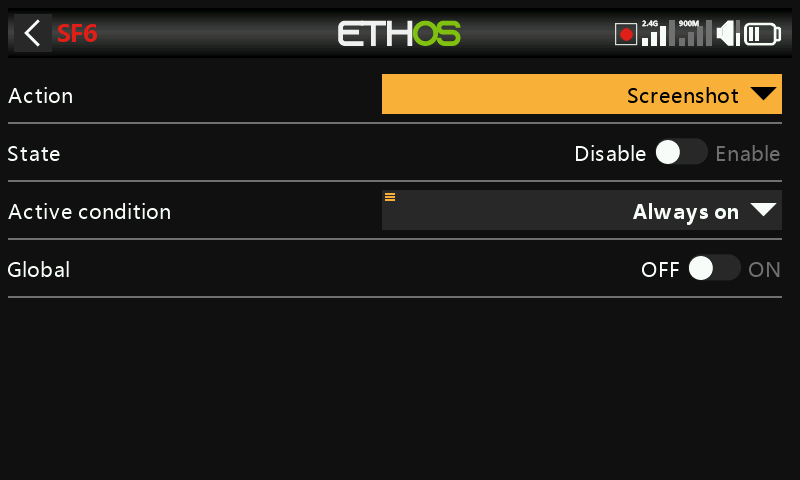 SF6 ETHOS 2.4G 900M
Action Screenshot
State Disable Enable
Active condition Always on
Global OFF ON